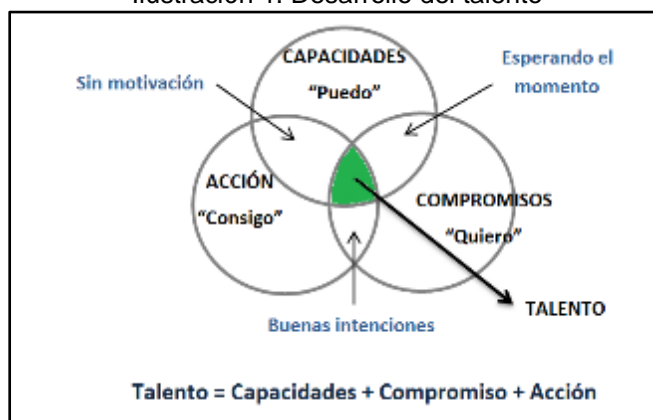 Ilustración 1. Desarrollo del talento
CAPACIDADES
"Puedo"
Sin motivación
Esperando el
momento
ACCIÓN
"Consigo"
COMPROMISOS
"Quiero"
TALENTO
Buenas intenciones
Talento = Capacidades + Compromiso + Acción